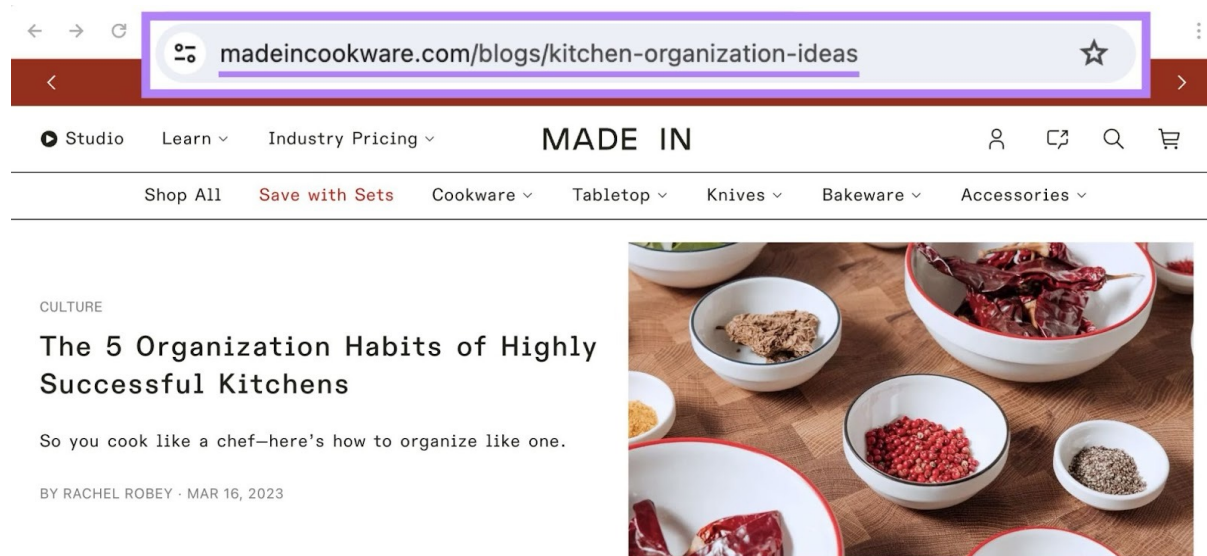 madeincookware.com/blogs/kitchen-organization-ideas
Studio Learn Industry Pricing MADE IN
Shop All Save with Sets Cookware Tabletop Knives Bakeware Accessories
CULTURE
The 5 Organization Habits of Highly
Successful Kitchens
So you cook like a chef—here's how to organize like one.
BY RACHEL ROBEY · MAR 16, 2023